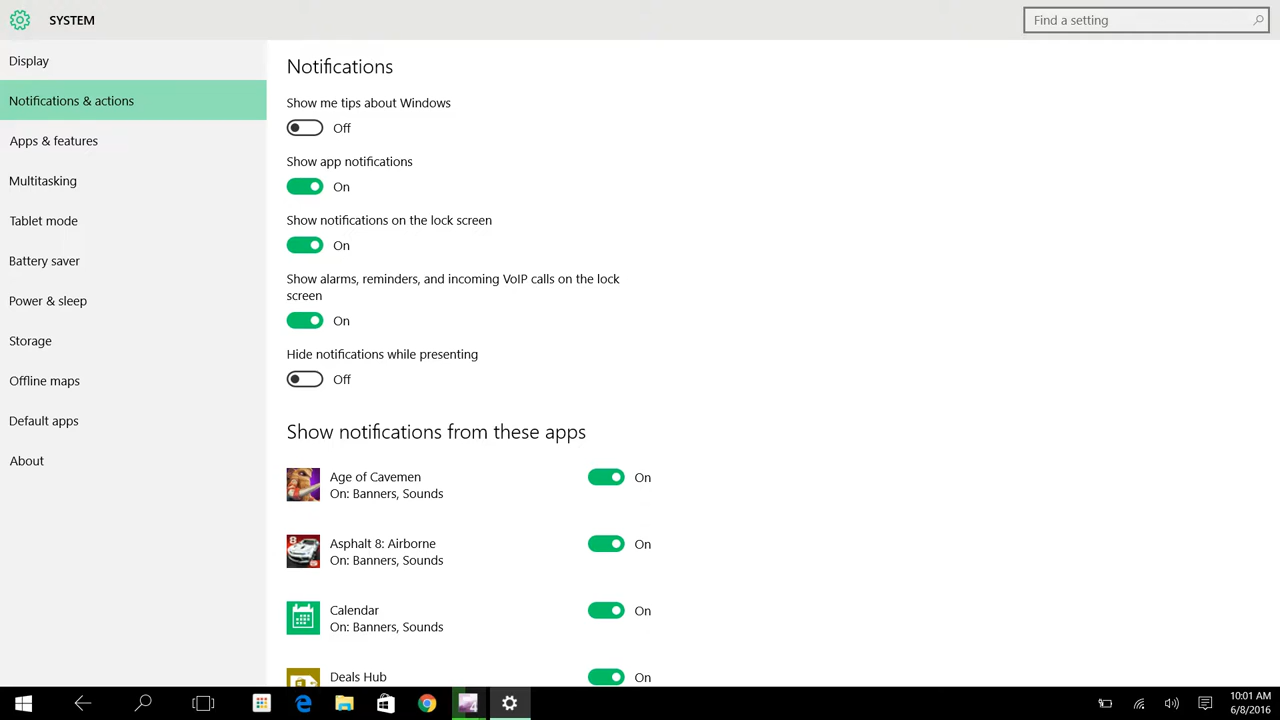 SYSTEM
Find a setting
Display
Notifications & actions
Apps & features
Multitasking
Tablet mode
Battery saver
Power & sleep
Storage
Offline maps
Default apps
About
Notifications
Show me tips about Windows
Off
Show app notifications
On
Show notifications on the lock screen
On
Show alarms, reminders, and incoming VoIP calls on the lock
screen
On
Hide notifications while presenting
Off
Show notifications from these apps
Age of Cavemen
On: Banners, Sounds
On
8
Asphalt 8: Airborne
On: Banners, Sounds
On
Calendar
On: Banners, Sounds
On
Deals Hub
On
10:01 AM
6/8/2016